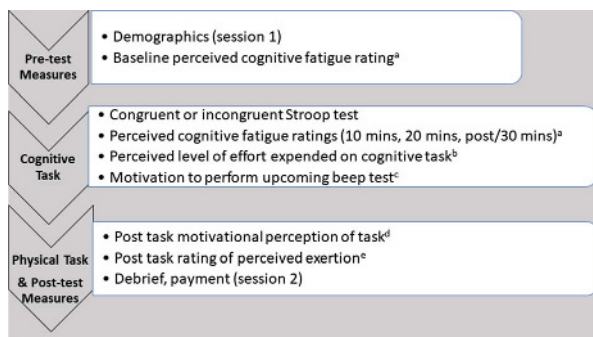 Pre-test
Measures
• Demographics (session 1)
• Baseline perceived cognitive fatigue ratingᵃ
Cognitive
Task
• Congruent or incongruent Stroop test
• Perceived cognitive fatigue ratings (10 mins, 20 mins, post/30 mins)ᵃ
• Perceived level of effort expended on cognitive taskᵇ
• Motivation to perform upcoming beep testᶜ
Physical Task
& Post-test
Measures
• Post task motivational perception of taskᵈ
• Post task rating of perceived exertionᵉ
• Debrief, payment (session 2)